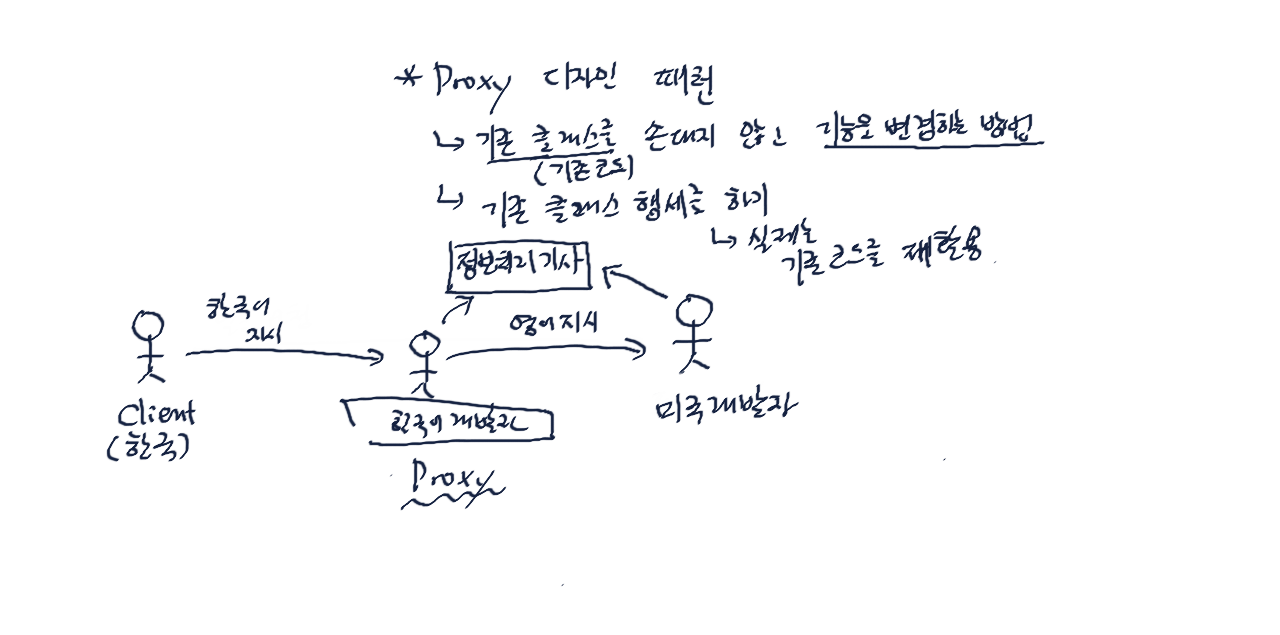 * Proxy 디자인 패런
↳ 기존 클래스를 손대지 않고 기능을 변경하는 방법
(기존 코드)
↳ 기존 클래스 행세를 하기
↳ 실제는
기존 코드를 재활용
정보처리기사
한국어
지시
영어 지시
Client
(한국)
한국어 개발자
미국 개발자
Proxy